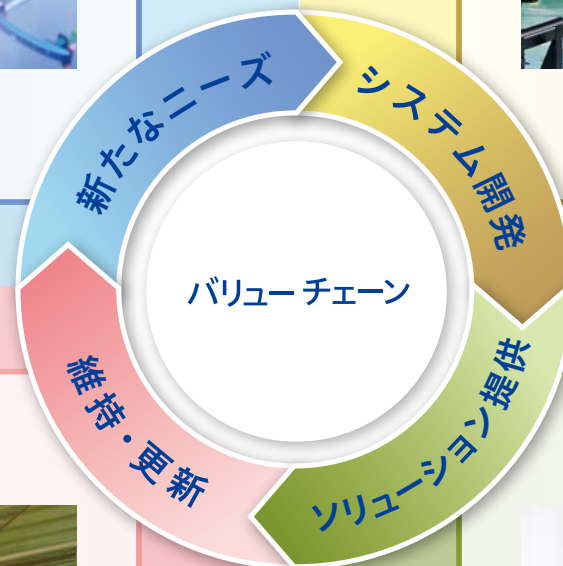 新たなニーズ
システム開発
バリューチェーン
ソリューション提供
維持・更新